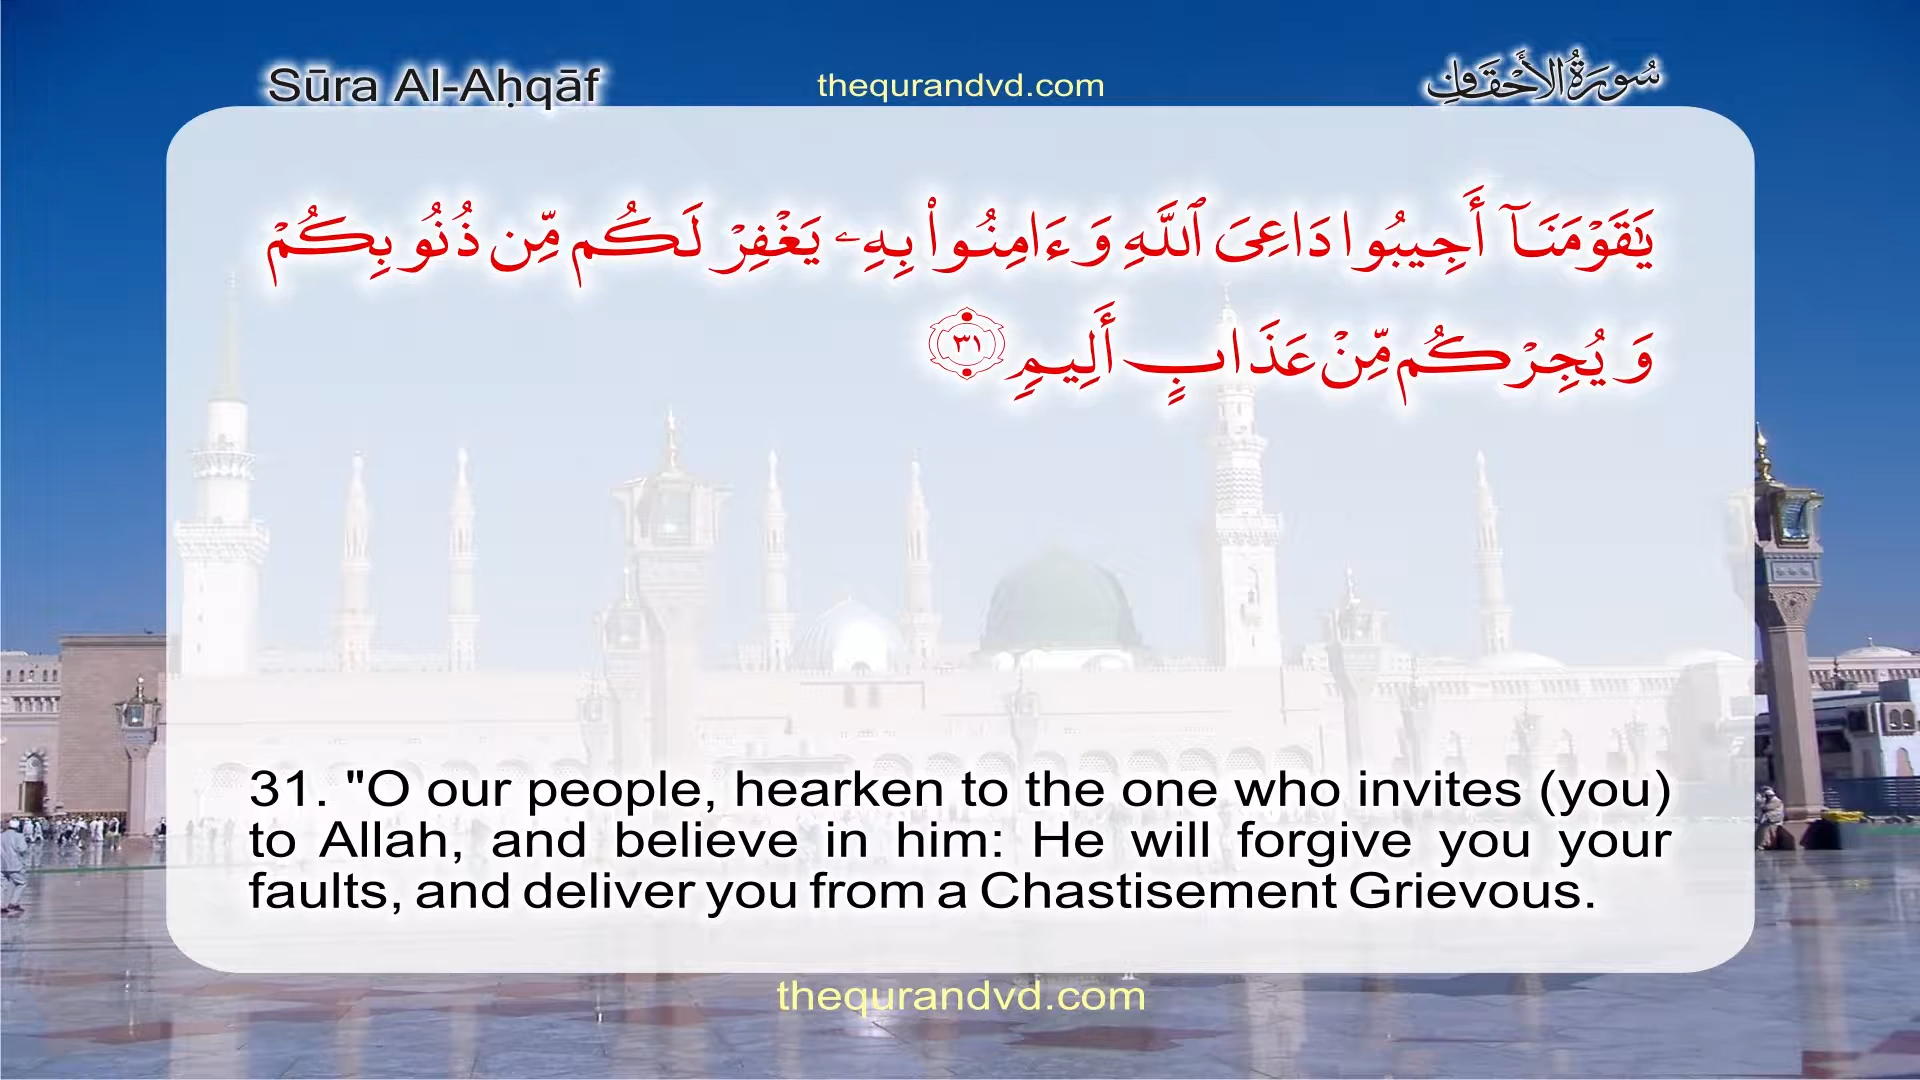 Sūra Al-Aḥqāf
thequrandvd.com
سُورَةُ الأَحْقَافِ
يَٰقَوْمَنَآ أَجِيبُوا دَاعِىَ ٱللَّهِ وَءَامِنُوا۟ بِهِۦ يَغْفِرْ لَكُم مِّن ذُنُوبِكُمْ
وَيُجِرْكُم مِّنْ عَذَابٍ أَلِيمٍ ٣١
31. "O our people, hearken to the one who invites (you)
to Allah, and believe in him: He will forgive you your
faults, and deliver you from a Chastisement Grievous.
thequrandvd.com